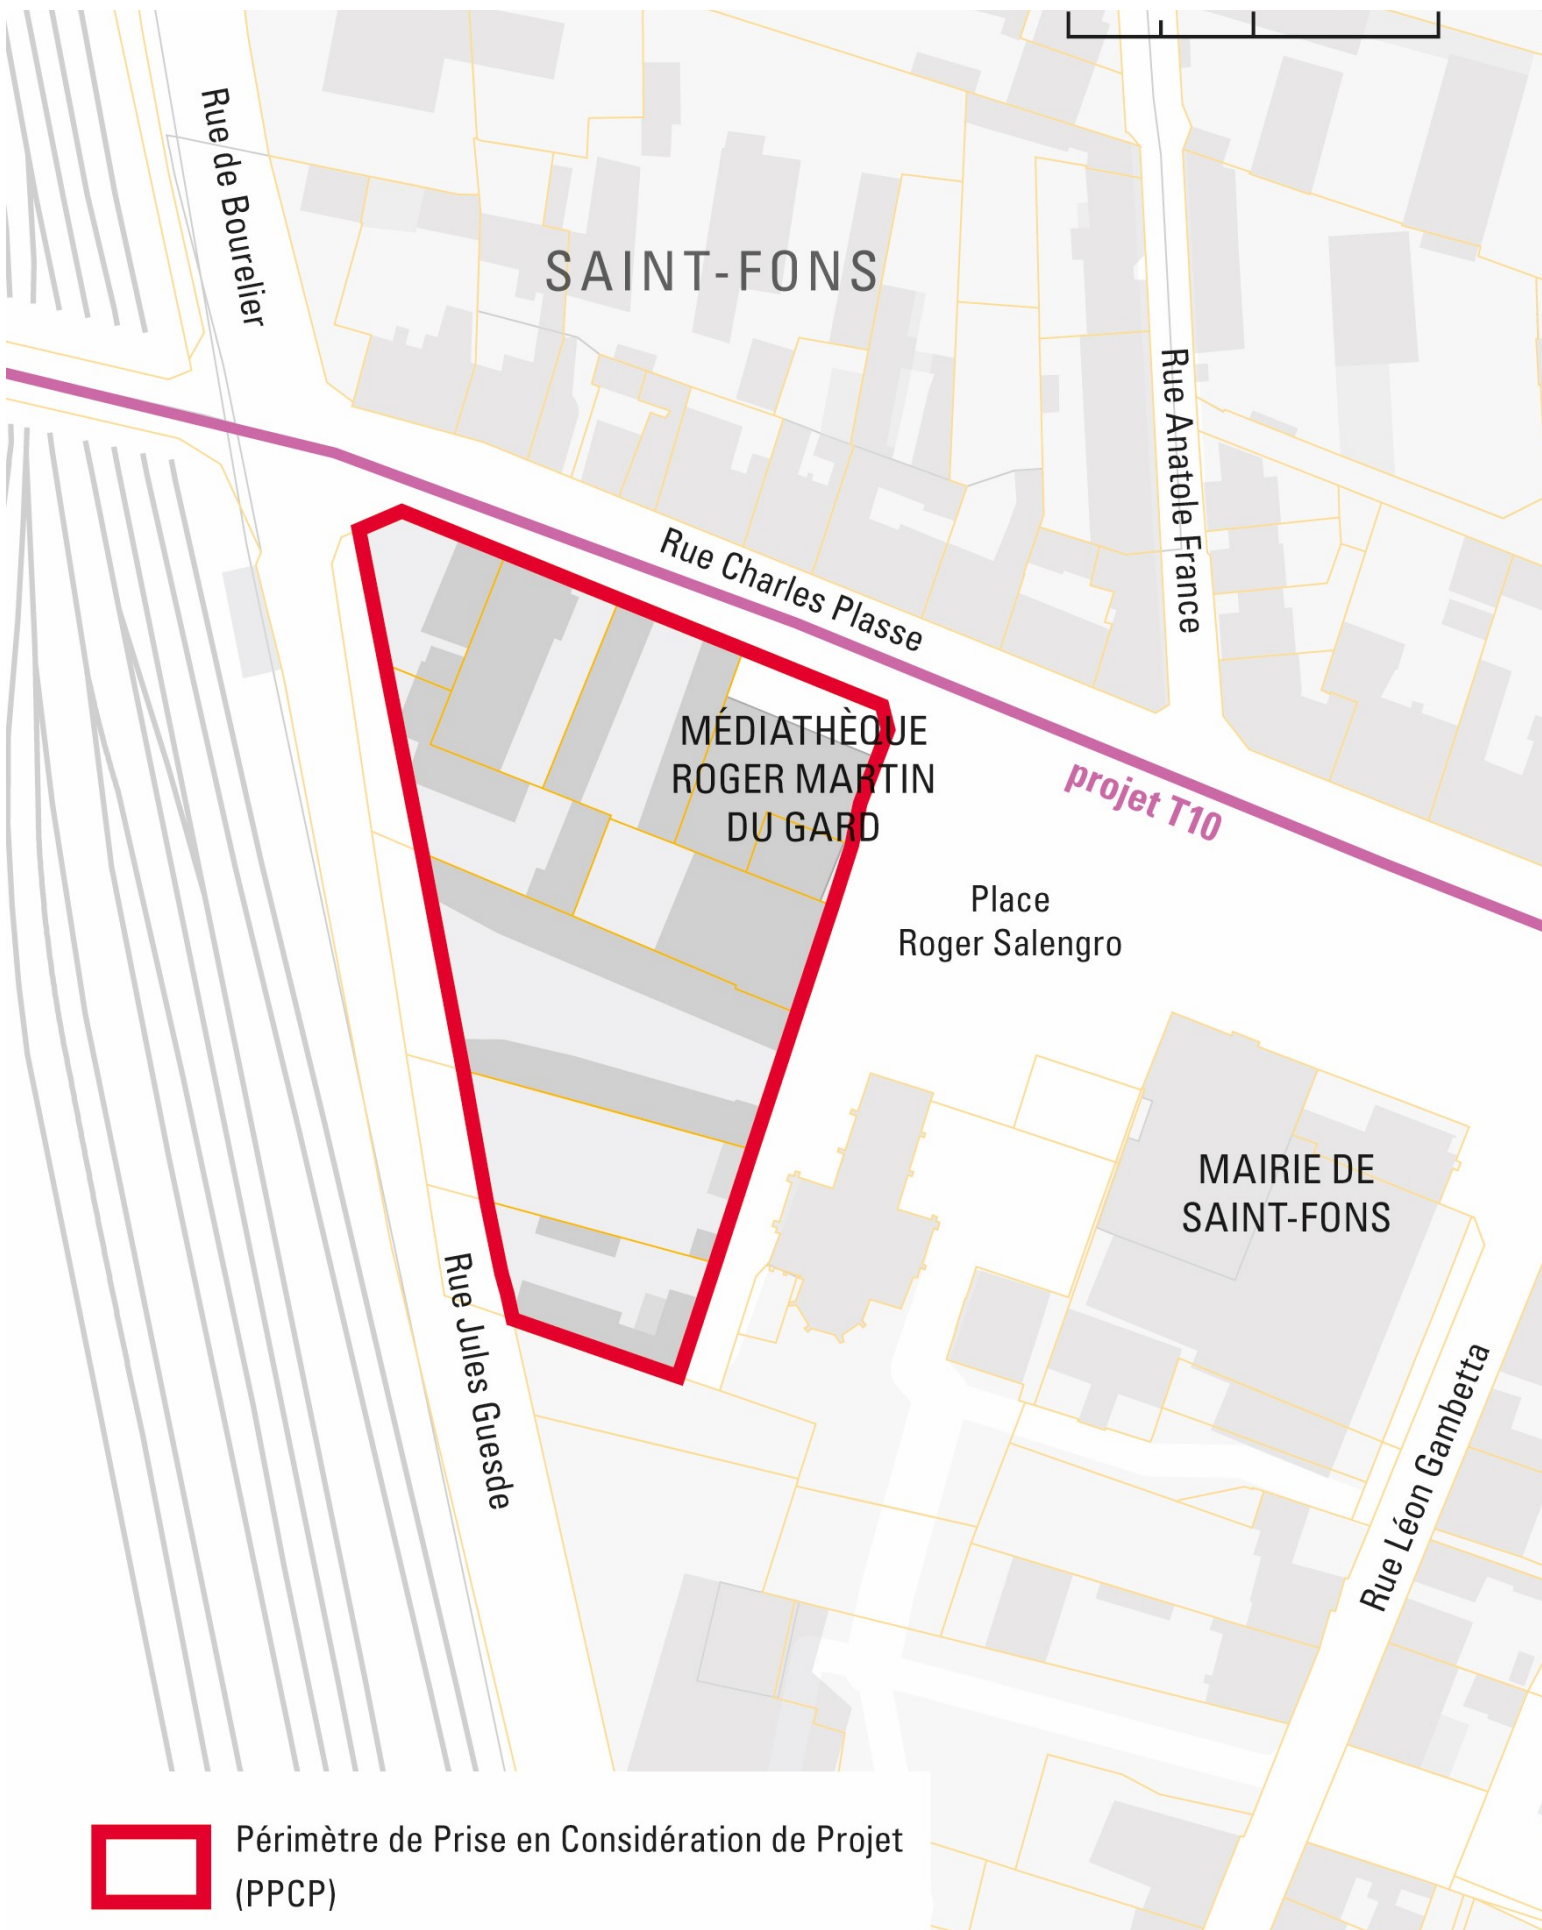 Rue de Bourelier
SAINT-FONS
Rue Anatole France
Rue Charles Plasse
MÉDIATHÈQUE
ROGER MARTIN
DU GARD
projet T10
Place
Roger Salengro
MAIRIE DE
SAINT-FONS
Rue Jules Guesde
Rue Léon Gambetta
Périmètre de Prise en Considération de Projet
(PPCP)